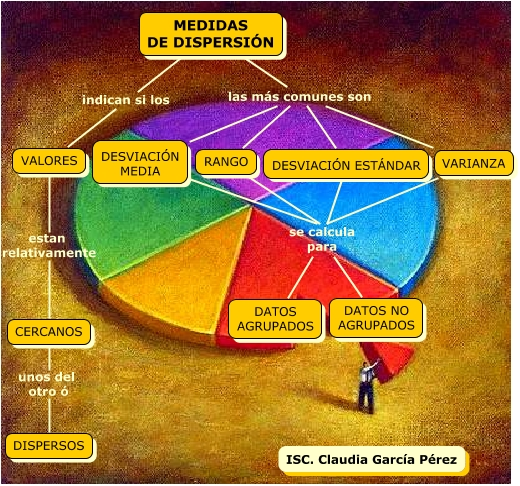 MEDIDAS
DE DISPERSIÓN
indican si los
las más comunes son
VALORES
DESVIACIÓN
MEDIA
RANGO
DESVIACIÓN ESTÁNDAR
VARIANZA
estan
relativamente
se calcula
para
DATOS
AGRUPADOS
DATOS NO
AGRUPADOS
CERCANOS
unos del
otro ó
DISPERSOS
ISC. Claudia García Pérez